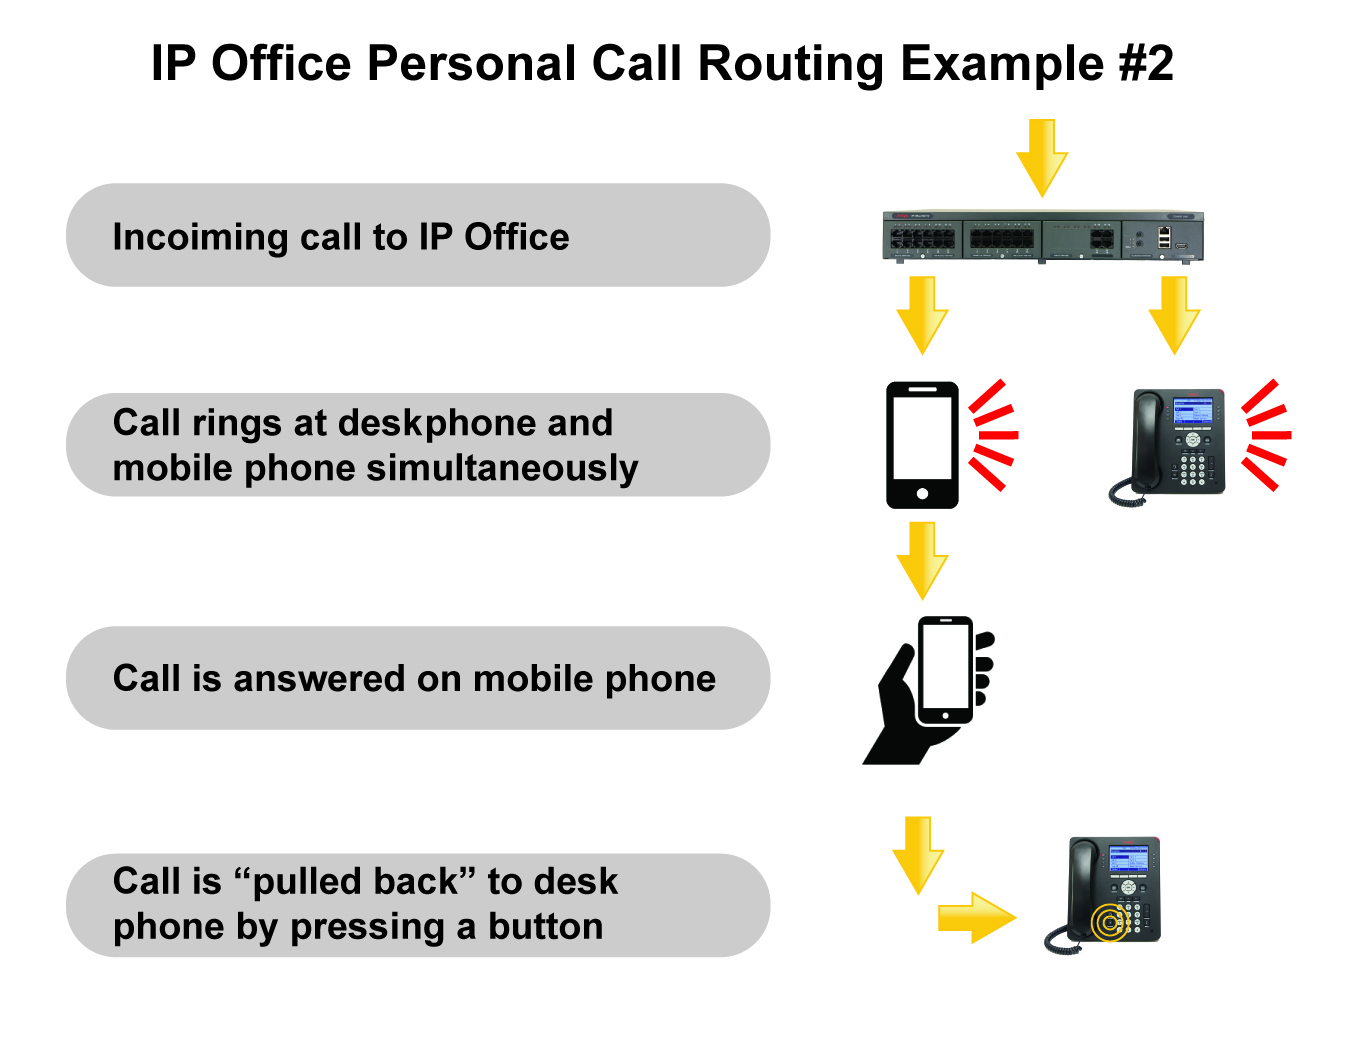 IP Office Personal Call Routing Example #2
Incoiming call to IP Office
Call rings at deskphone and
mobile phone simultaneously
Call is answered on mobile phone
Call is “pulled back” to desk
phone by pressing a button